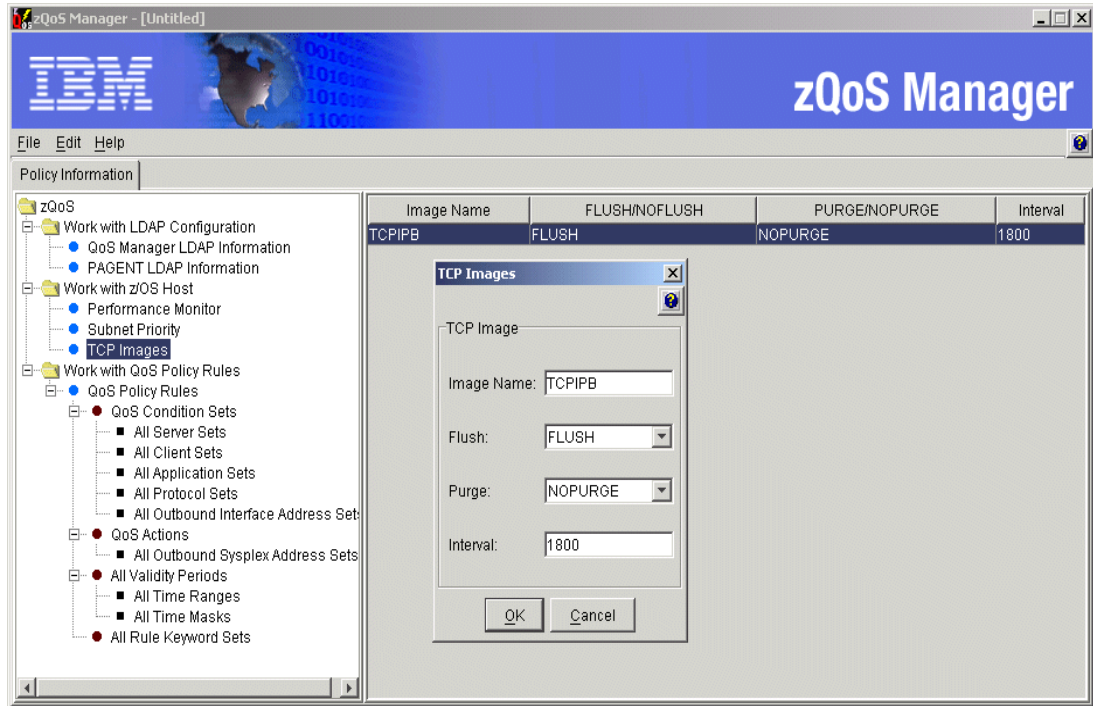 zQoS Manager - [Untitled]
IBM
zQoS Manager
File Edit Help
Policy Information
zQoS
Work with LDAP Configuration
QoS Manager LDAP Information
PAGENT LDAP Information
Work with z/OS Host
Performance Monitor
Subnet Priority
TCP Images
Work with QoS Policy Rules
QoS Policy Rules
QoS Condition Sets
All Server Sets
All Client Sets
All Application Sets
All Protocol Sets
All Outbound Interface Address Set
QoS Actions
All Outbound Sysplex Address Sets
All Validity Periods
All Time Ranges
All Time Masks
All Rule Keyword Sets
Image Name FLUSH/NOFLUSH PURGE/NOPURGE Interval
TCPIPB FLUSH NOPURGE 1800
TCP Images
TCP Image
Image Name: TCPIPB
Flush: FLUSH
Purge: NOPURGE
Interval: 1800
OK Cancel